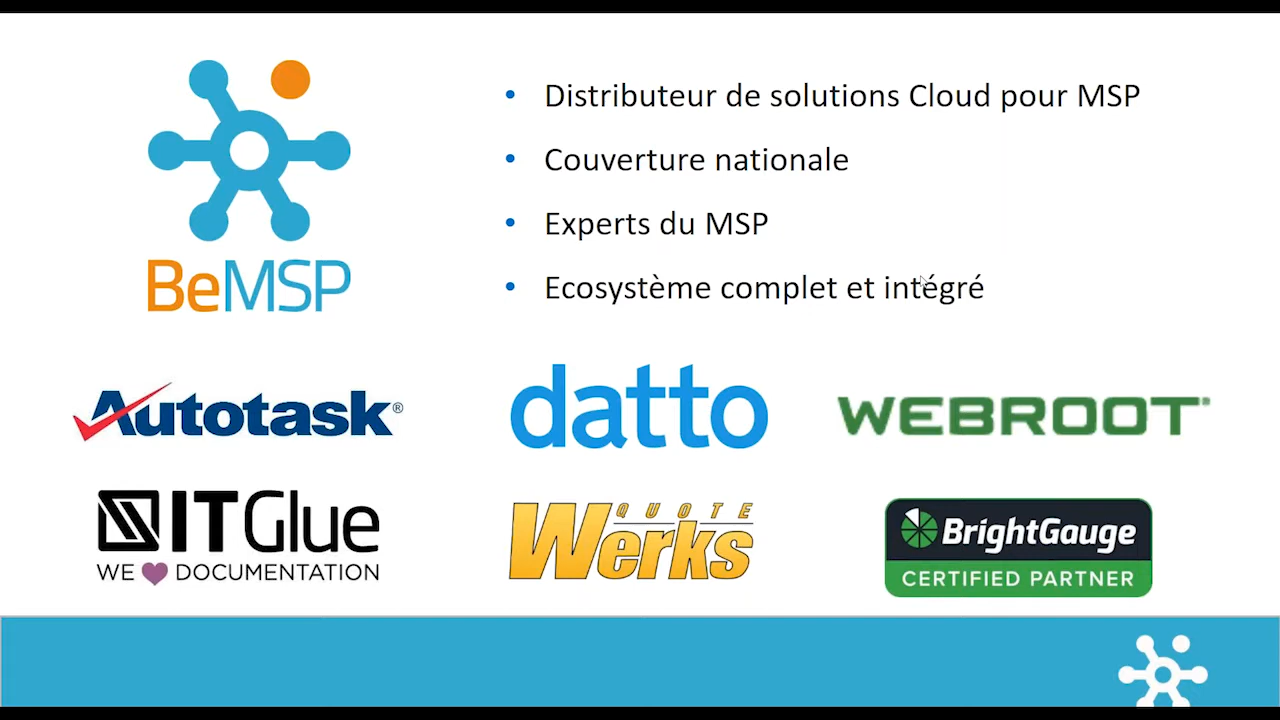 • Distributeur de solutions Cloud pour MSP
• Couverture nationale
• Experts du MSP
• Ecosystème complet et intégré
BeMSP
Autotask®
datto
WEBROOT®
ITGlue
WE DOCUMENTATION
QUOTE
Werks
BrightGauge
CERTIFIED PARTNER